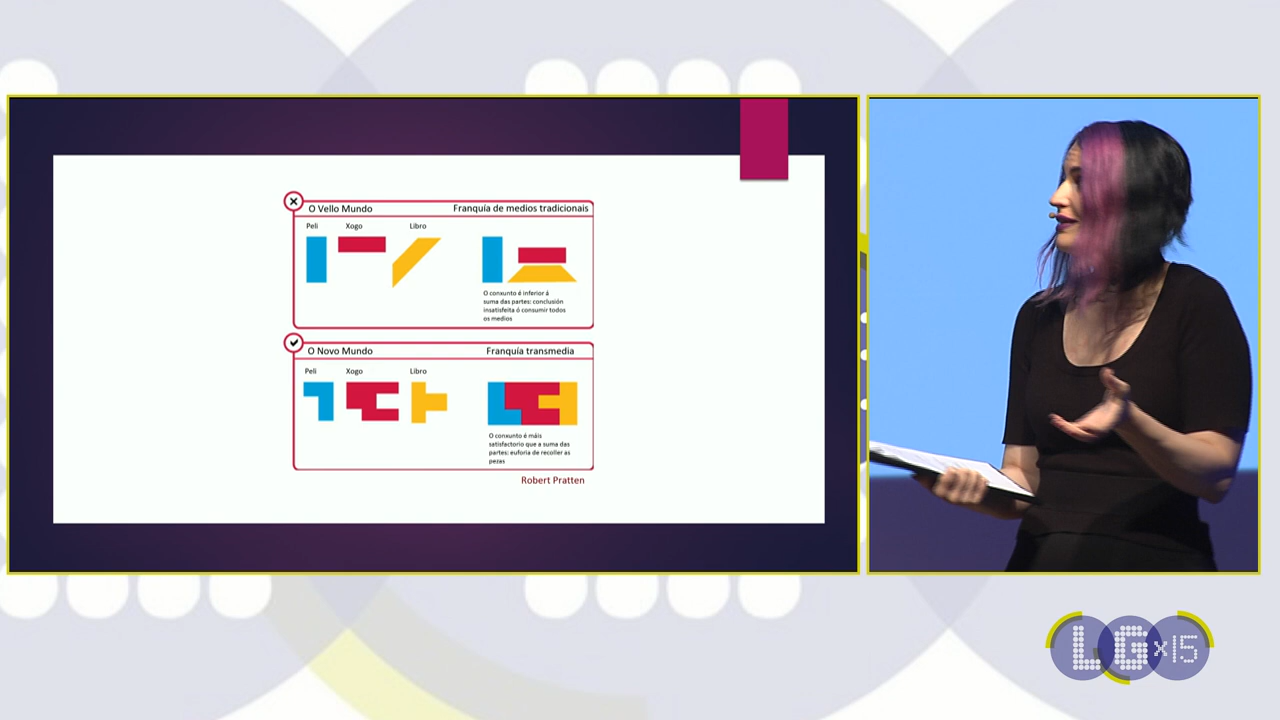 O Vello Mundo
Franquía de medios tradicionais
Peli
Xogo
Libro
O conxunto é inferior á
suma das partes: conclusión
insatisfeita ó consumir todos
os medios
O Novo Mundo
Franquía transmedia
Peli
Xogo
Libro
O conxunto é máis
satisfactorio que a suma das
partes: euforia de recoller as
pezas
Robert Pratten
LGx15